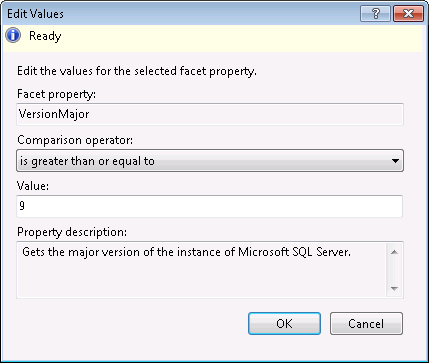 Edit Values
Ready
Edit the values for the selected facet property.
Facet property:
VersionMajor
Comparison operator:
is greater than or equal to
Value:
9
Property description:
Gets the major version of the instance of Microsoft SQL Server.
OK Cancel